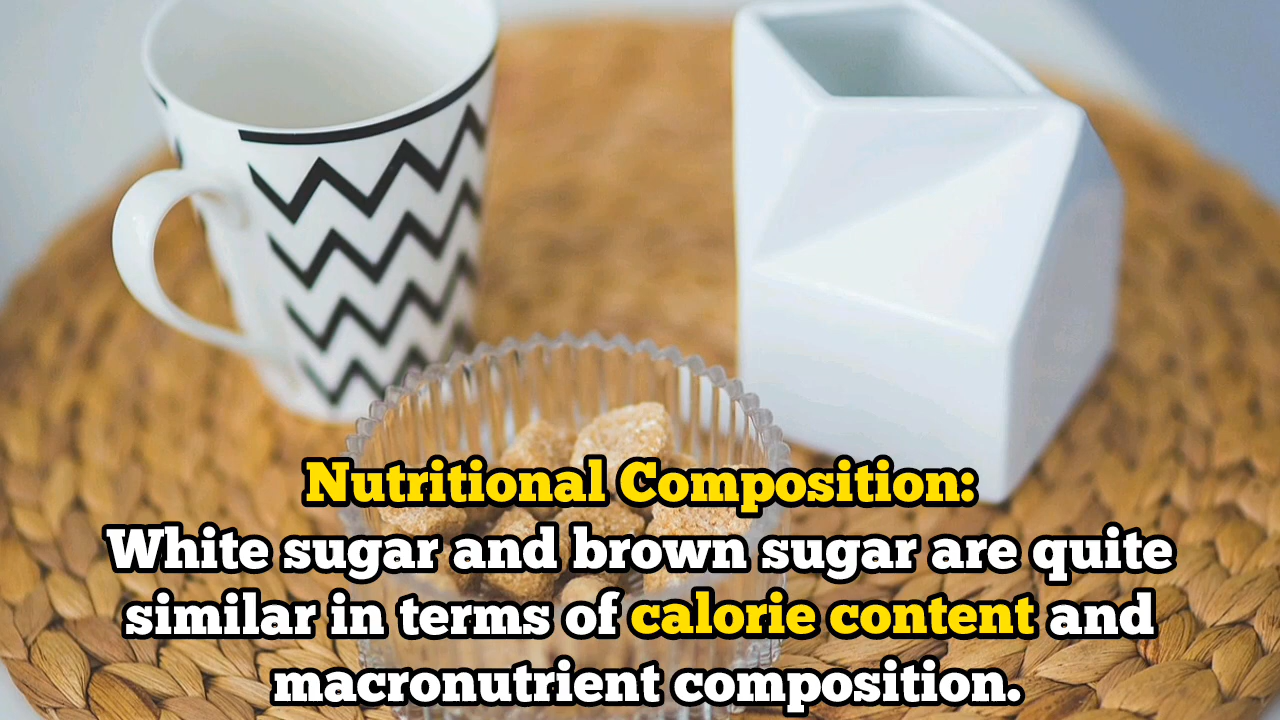 Nutritional Composition:
White sugar and brown sugar are quite
similar in terms of calorie content and
macronutrient composition.